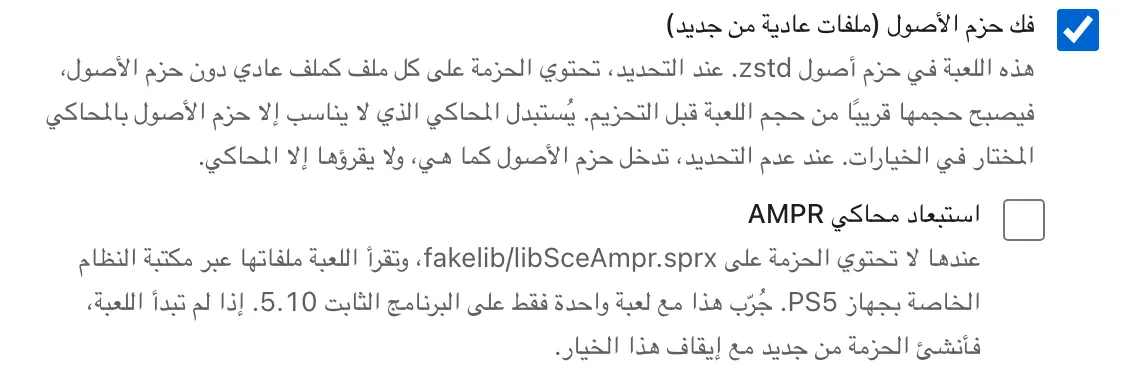 فك حزم الأصول (ملفات عادية من جديد)
هذه اللعبة في حزم أصول zstd. عند التحديد، تحتوي الحزمة على كل ملف كملف عادي دون حزم الأصول،
فيصبح حجمها قريبًا من حجم اللعبة قبل التحزيم. يُستبدل المحاكي الذي لا يناسب إلا حزم الأصول بالمحاكي
المختار في الخيارات. عند عدم التحديد، تدخل حزم الأصول كما هي، ولا يقرؤها إلا المحاكي.
استبعاد محاكي AMPR
عندها لا تحتوي الحزمة على fakelib/libSceAmpr.sprx، وتقرأ اللعبة ملفاتها عبر مكتبة النظام
الخاصة بجهاز PS5. جُرّب هذا مع لعبة واحدة فقط على البرنامج الثابت 5.10. إذا لم تبدأ اللعبة،
فأنشئ الحزمة من جديد مع إيقاف هذا الخيار.